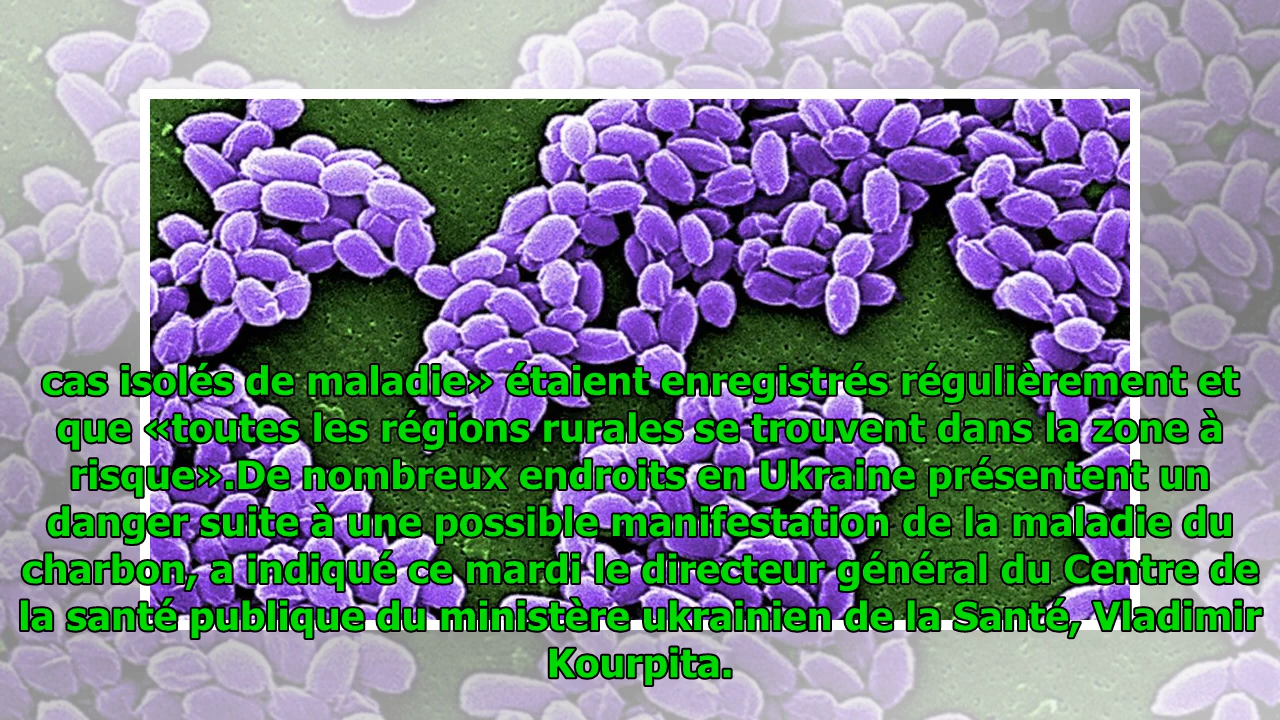 cas isolés de maladie» étaient enregistrés régulièrement et
que «toutes les régions rurales se trouvent dans la zone à
risque».De nombreux endroits en Ukraine présentent un
danger suite à une possible manifestation de la maladie du
charbon, a indiqué ce mardi le directeur général du Centre de
la santé publique du ministère ukrainien de la Santé, Vladimir
Kourpita.